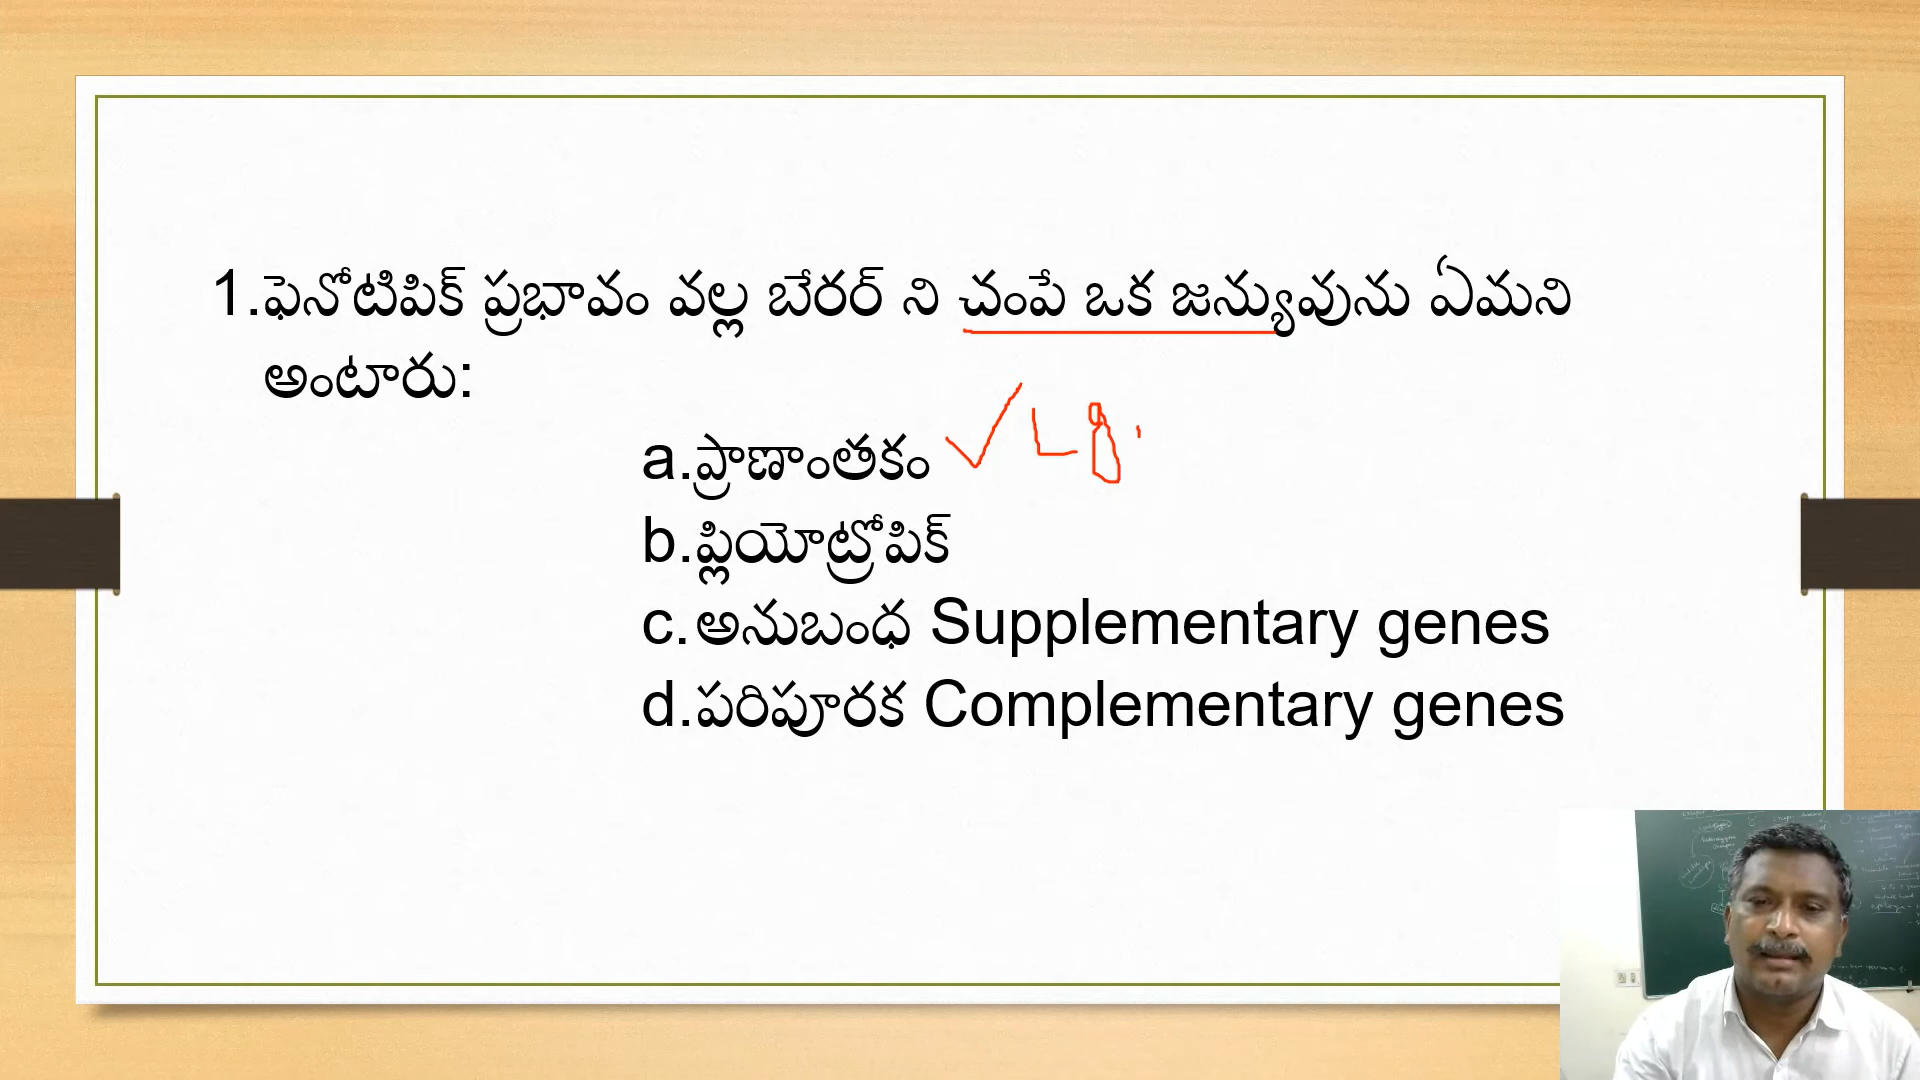 1.ఫెనోటిపిక్ ప్రభావం వల్ల బేరర్ ని చంపే ఒక జన్యువును ఏమని
అంటారు:
a.ప్రాణాంతకం
b.ప్లియోట్రోపిక్
c.అనుబంధ Supplementary genes
d.పరిపూరక Complementary genes